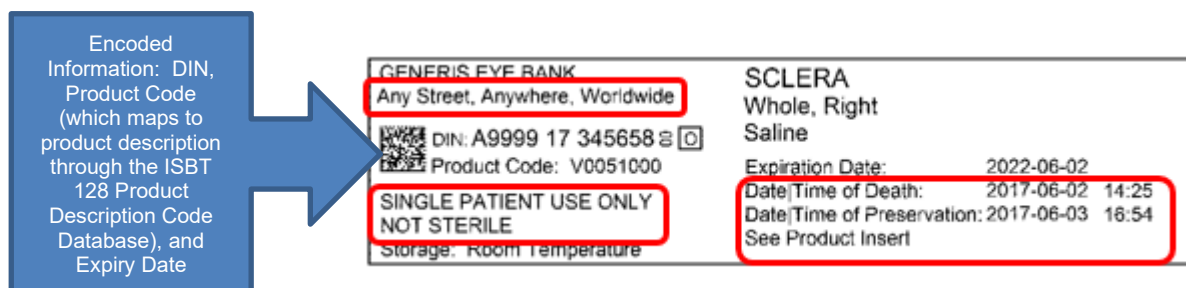 Encoded
Information: DIN,
Product Code
(which maps to
product description
through the ISBT
128 Product
Description Code
Database), and
Expiry Date
GENERIS EYE BANK
Any Street, Anywhere, Worldwide
DIN: A9999 17 345658 00 O
Product Code: V0051000
SINGLE PATIENT USE ONLY
NOT STERILE
Storage: Room Temperature
SCLERA
Whole, Right
Saline
Expiration Date: 2022-06-02
Date|Time of Death: 2017-06-02 14:25
Date|Time of Preservation: 2017-06-03 16:54
See Product Insert